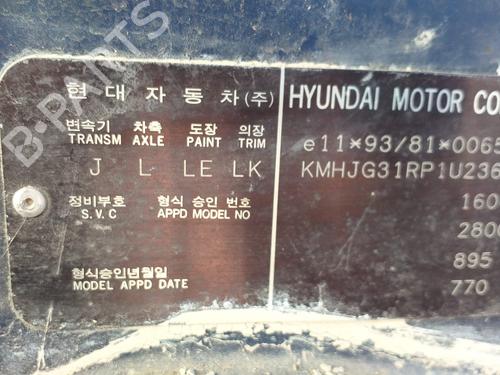 B-PARTS
현대자동차(주) HYUNDAI MOTOR CO
변속기 차축 도장 의장
TRANSM AXLE PAINT TRIM
e11*93/81*0065
J L LE LK KMHJG31RP1U236
정비부호 형식 승인 번호
S.V.C APPD MODEL NO
160
2800
895
형식승인년월일
MODEL APPD DATE
770